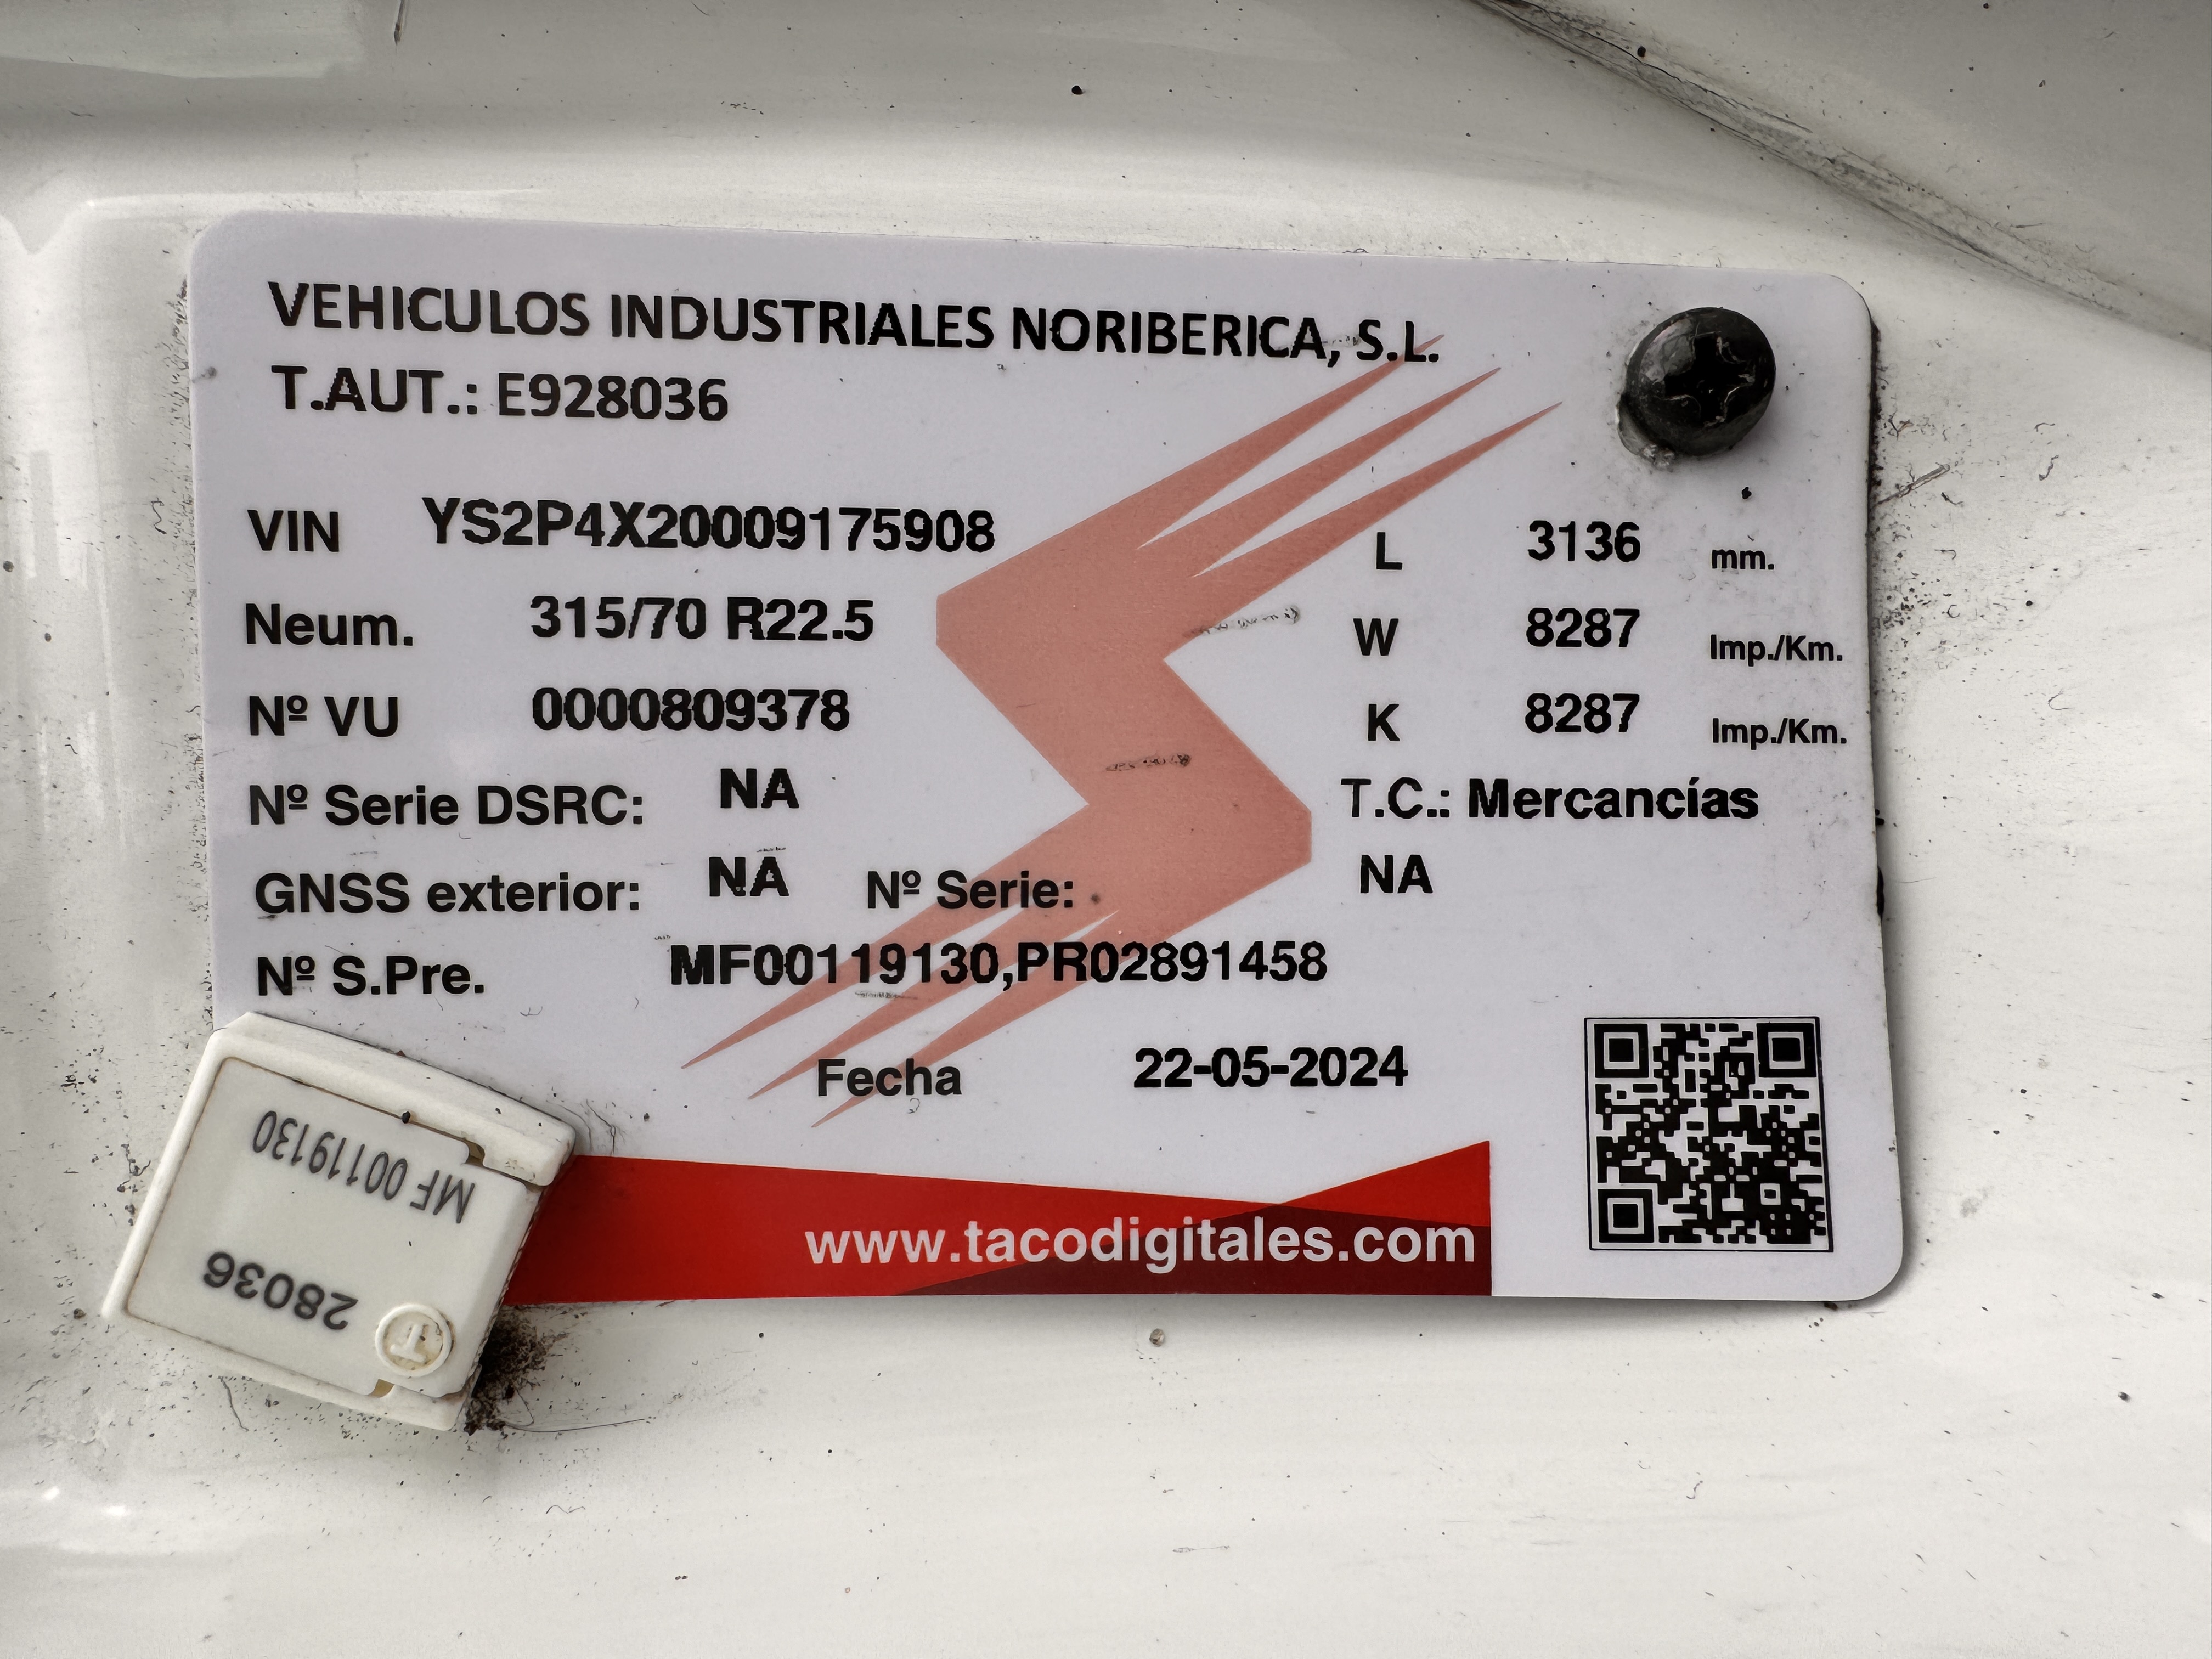 VEHICULOS INDUSTRIALES NORIBERICA, S.L.
T.AUT.: E928036
VIN YS2P4X20009175908 L 3136 mm.
Neum. 315/70 R22.5 W 8287 Imp./Km.
Nº VU 0000809378 K 8287 Imp./Km.
Nº Serie DSRC: NA T.C.: Mercancías
GNSS exterior: NA Nº Serie: NA
Nº S.Pre. MF00119130,PR02891458
Fecha 22-05-2024
www.tacodigitales.com
28036
MF 00119130
T